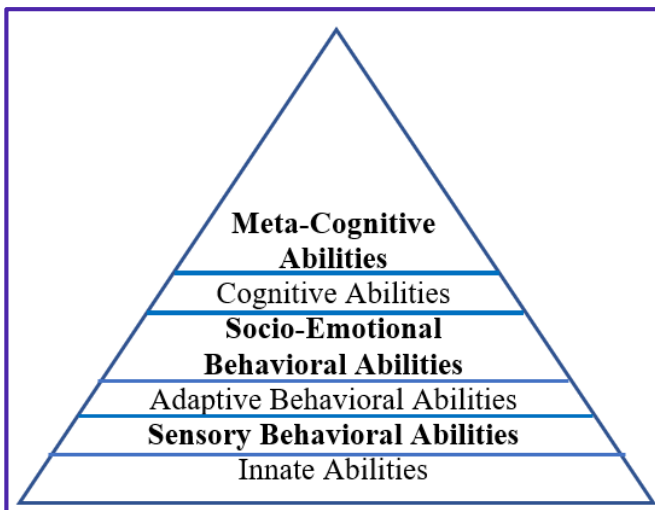 Meta-Cognitive
Abilities
Cognitive Abilities
Socio-Emotional
Behavioral Abilities
Adaptive Behavioral Abilities
Sensory Behavioral Abilities
Innate Abilities